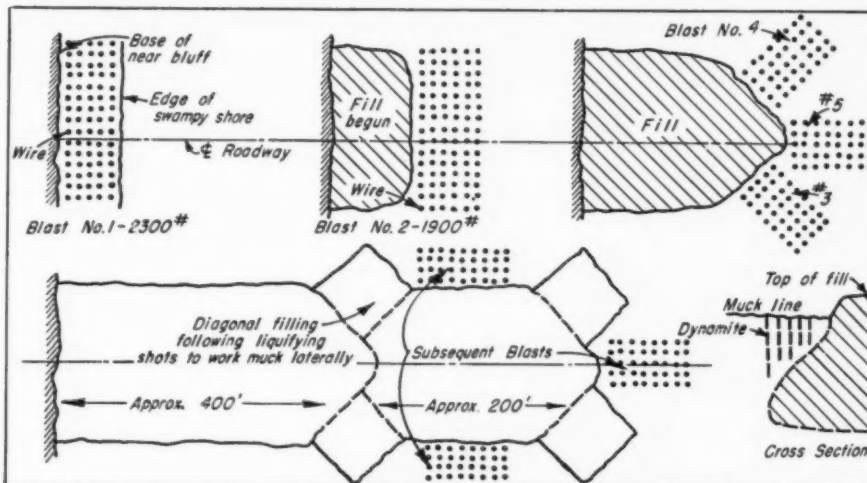 Base of
near bluff
Edge of
swampy shore
Wire
℄ Roadway
Blast No.1-2300#
Fill
begun
Wire
Blast No.2-1900#
Blast No. 4
#5
Fill
#3
Diagonal filling
following liquifying
shots to work muck laterally
Subsequent Blasts
Approx. 400'
Approx. 200'
Top of fill
Muck line
Dynamite
Cross Section